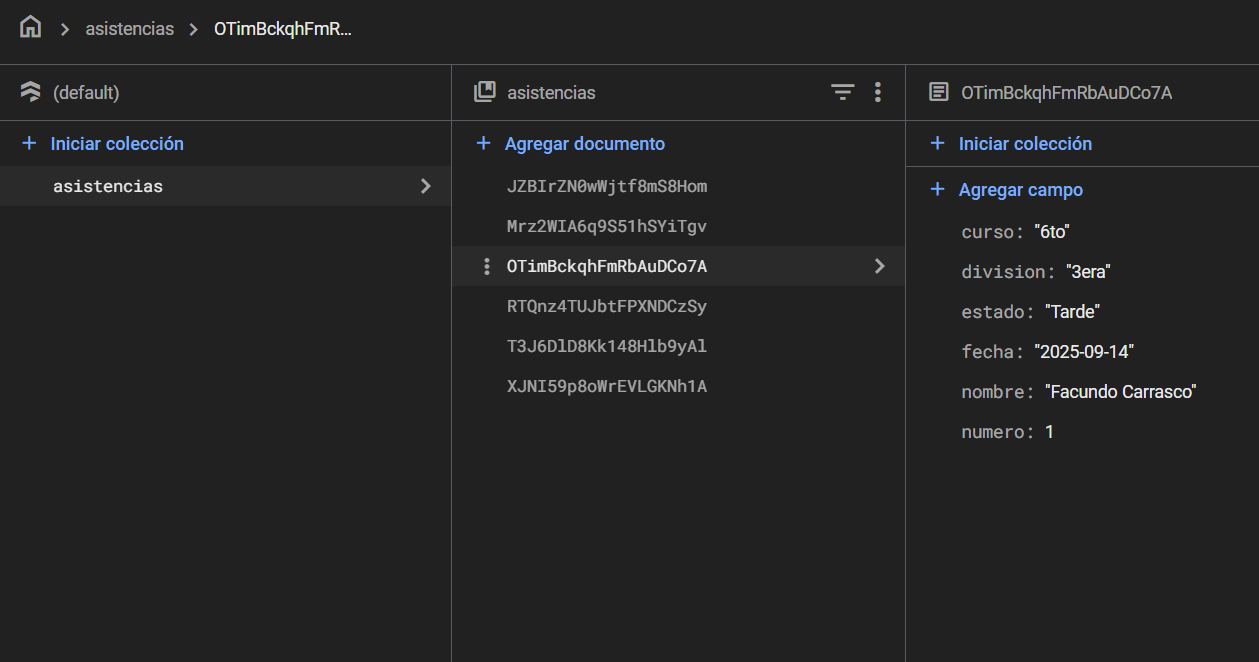 asistencias > OTimBckqhFmR...
(default)
+ Iniciar colección
asistencias
asistencias
+ Agregar documento
JZBIrZN0wWjtf8mS8Hom
Mrz2WIA6q9S51hSYiTgv
OTimBckqhFmRbAuDCo7A
RTQnz4TUJbtFPXNDCzSy
T3J6DlD8Kk148Hlb9yAl
XJNI59p8oWrEVLGKNh1A
OTimBckqhFmRbAuDCo7A
+ Iniciar colección
+ Agregar campo
curso: "6to"
division: "3era"
estado: "Tarde"
fecha: "2025-09-14"
nombre: "Facundo Carrasco"
numero: 1